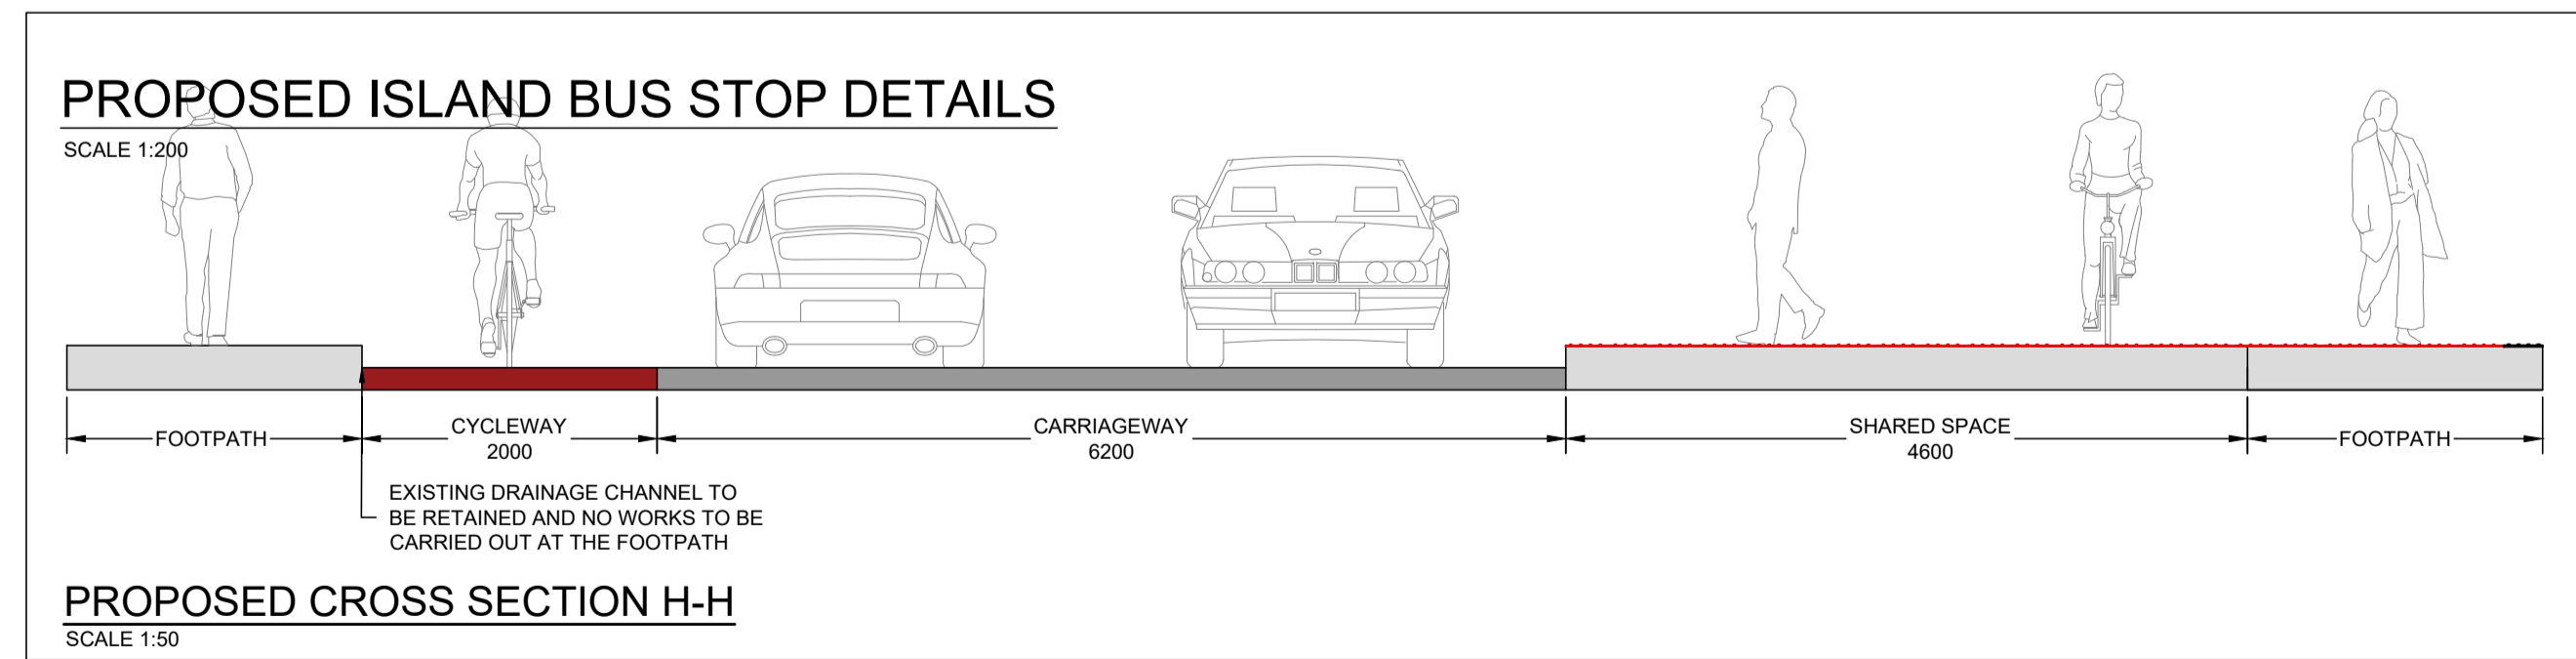 PROPOSED ISLAND BUS STOP DETAILS
SCALE 1:200
FOOTPATH
CYCLEWAY
2000
CARRIAGEWAY
6200
SHARED SPACE
4600
FOOTPATH
EXISTING DRAINAGE CHANNEL TO
BE RETAINED AND NO WORKS TO BE
CARRIED OUT AT THE FOOTPATH
PROPOSED CROSS SECTION H-H
SCALE 1:50